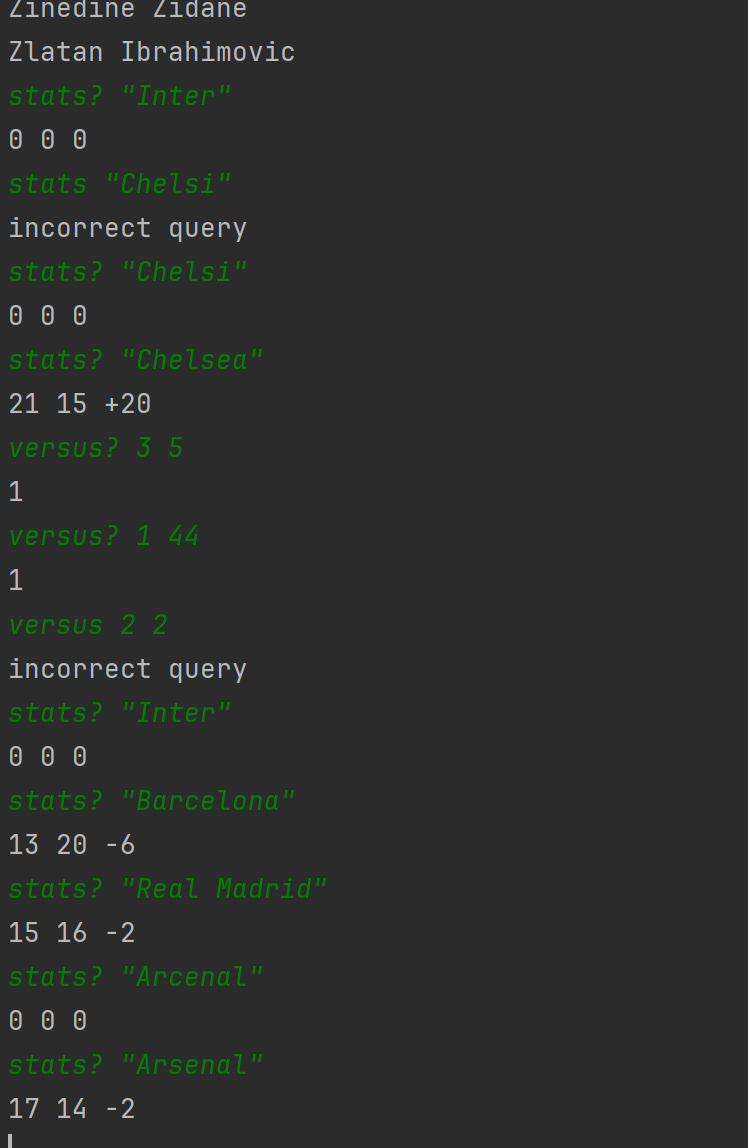 Zinedine Zidane
Zlatan Ibrahimovic
stats? "Inter"
0 0 0
stats "Chelsi"
incorrect query
stats? "Chelsi"
0 0 0
stats? "Chelsea"
21 15 +20
versus? 3 5
1
versus? 1 44
1
versus 2 2
incorrect query
stats? "Inter"
0 0 0
stats? "Barcelona"
13 20 -6
stats? "Real Madrid"
15 16 -2
stats? "Arcenal"
0 0 0
stats? "Arsenal"
17 14 -2